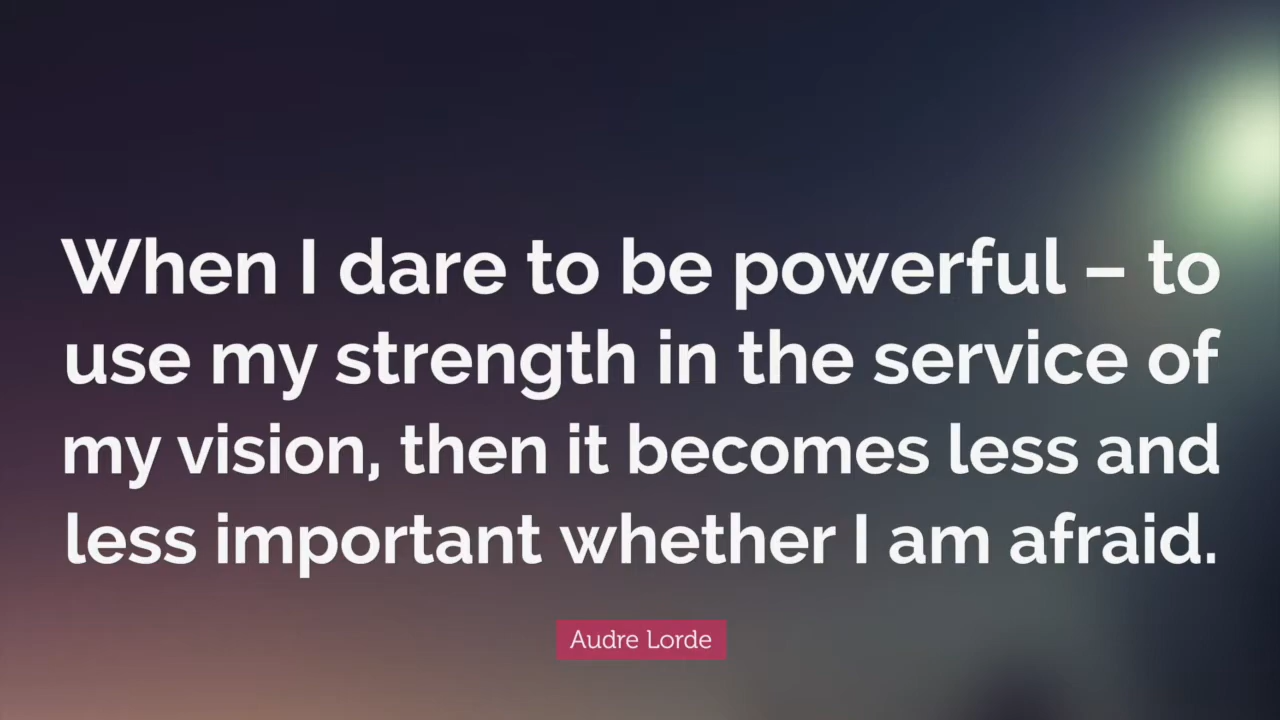 When I dare to be powerful – to
use my strength in the service of
my vision, then it becomes less and
less important whether I am afraid.
Audre Lorde